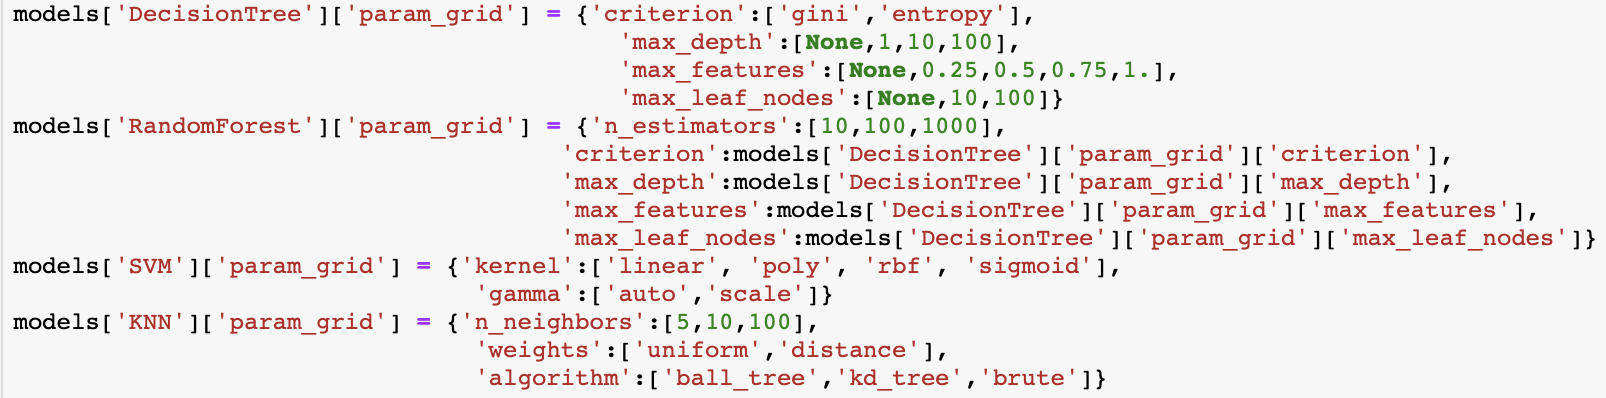 models['DecisionTree']['param_grid'] = {'criterion':['gini','entropy'],
'max_depth':[None,1,10,100],
'max_features':[None,0.25,0.5,0.75,1.],
'max_leaf_nodes':[None,10,100]}
models['RandomForest']['param_grid'] = {'n_estimators':[10,100,1000],
'criterion':models['DecisionTree']['param_grid']['criterion'],
'max_depth':models['DecisionTree']['param_grid']['max_depth'],
'max_features':models['DecisionTree']['param_grid']['max_features'],
'max_leaf_nodes':models['DecisionTree']['param_grid']['max_leaf_nodes']}
models['SVM']['param_grid'] = {'kernel':['linear', 'poly', 'rbf', 'sigmoid'],
'gamma':['auto','scale']}
models['KNN']['param_grid'] = {'n_neighbors':[5,10,100],
'weights':['uniform','distance'],
'algorithm':['ball_tree','kd_tree','brute']}